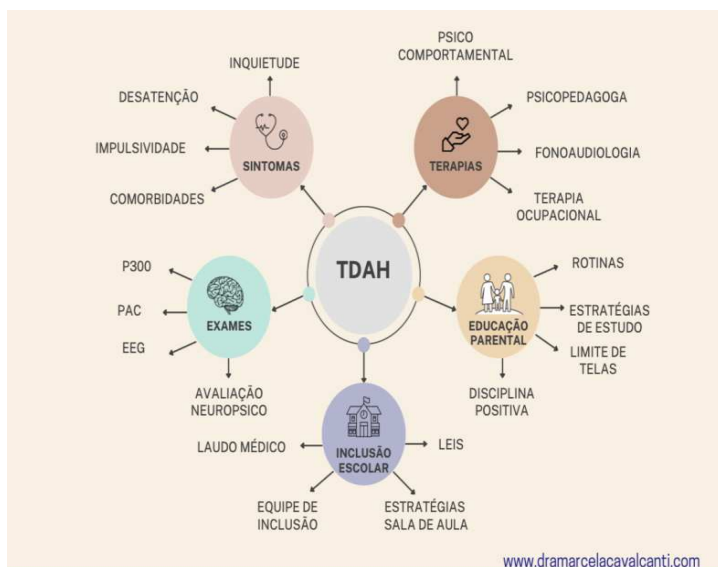 TDAH
SINTOMAS
INQUIETUDE
DESATENÇÃO
IMPULSIVIDADE
COMORBIDADES
TERAPIAS
PSICO
COMPORTAMENTAL
PSICOPEDAGOGA
FONOAUDIOLOGIA
TERAPIA
OCUPACIONAL
EXAMES
P300
PAC
EEG
AVALIAÇÃO
NEUROPSICO
EDUCAÇÃO
PARENTAL
ROTINAS
ESTRATÉGIAS
DE ESTUDO
LIMITE DE
TELAS
DISCIPLINA
POSITIVA
INCLUSÃO
ESCOLAR
LAUDO MÉDICO
EQUIPE DE
INCLUSÃO
ESTRATÉGIAS
SALA DE AULA
LEIS
www.dramarcelacavalcanti.com